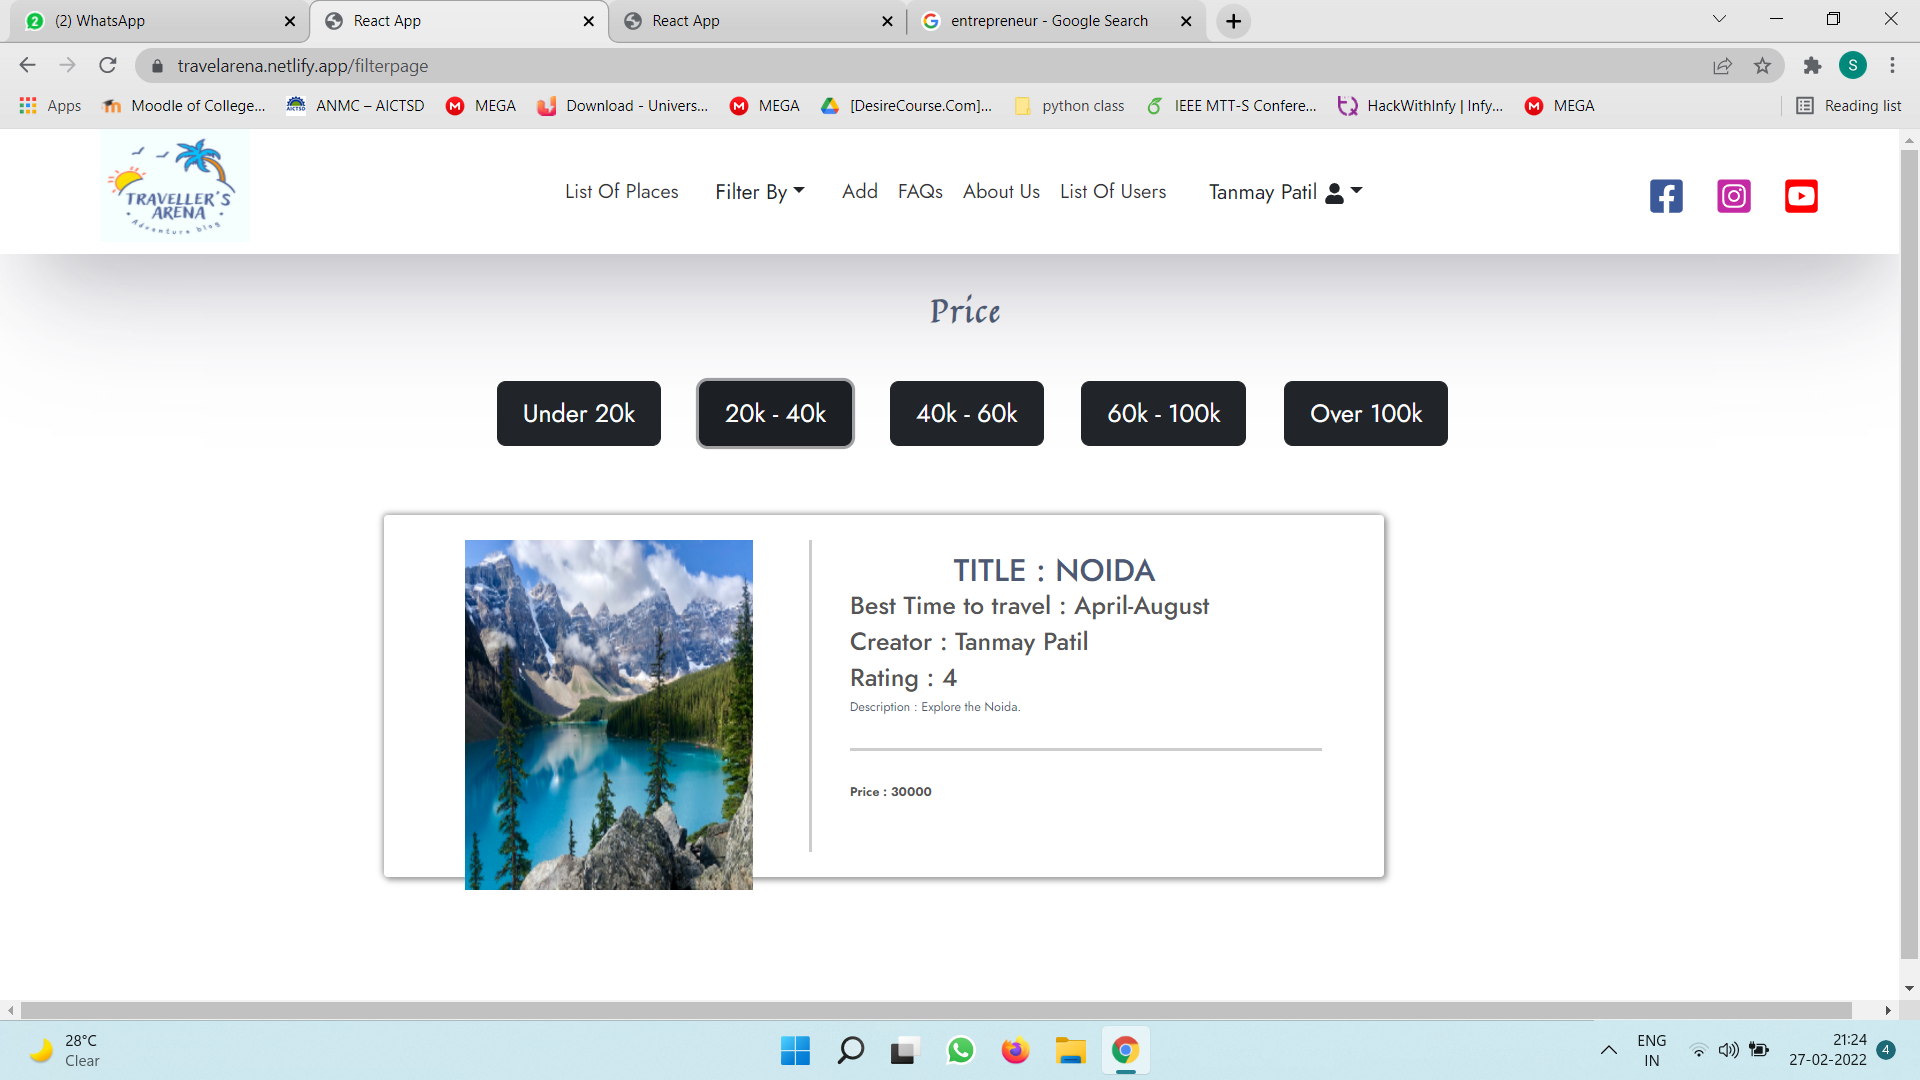 (2) WhatsApp
React App
React App
entrepreneur - Google Search
travelarena.netlify.app/filterpage
S
Apps
Moodle of College...
ANMC – AICTSD
MEGA
Download - Univers...
MEGA
[DesireCourse.Com]...
python class
IEEE MTT-S Confere...
HackWithInfy | Infy...
MEGA
Reading list
TRAVELLER'S
ARENA
Adventure blog
List Of Places
Filter By
Add
FAQs
About Us
List Of Users
Tanmay Patil
Price
Under 20k
20k - 40k
40k - 60k
60k - 100k
Over 100k
TITLE : NOIDA
Best Time to travel : April-August
Creator : Tanmay Patil
Rating : 4
Description : Explore the Noida.
Price : 30000
28°C
Clear
ENG
IN
21:24
27-02-2022
4